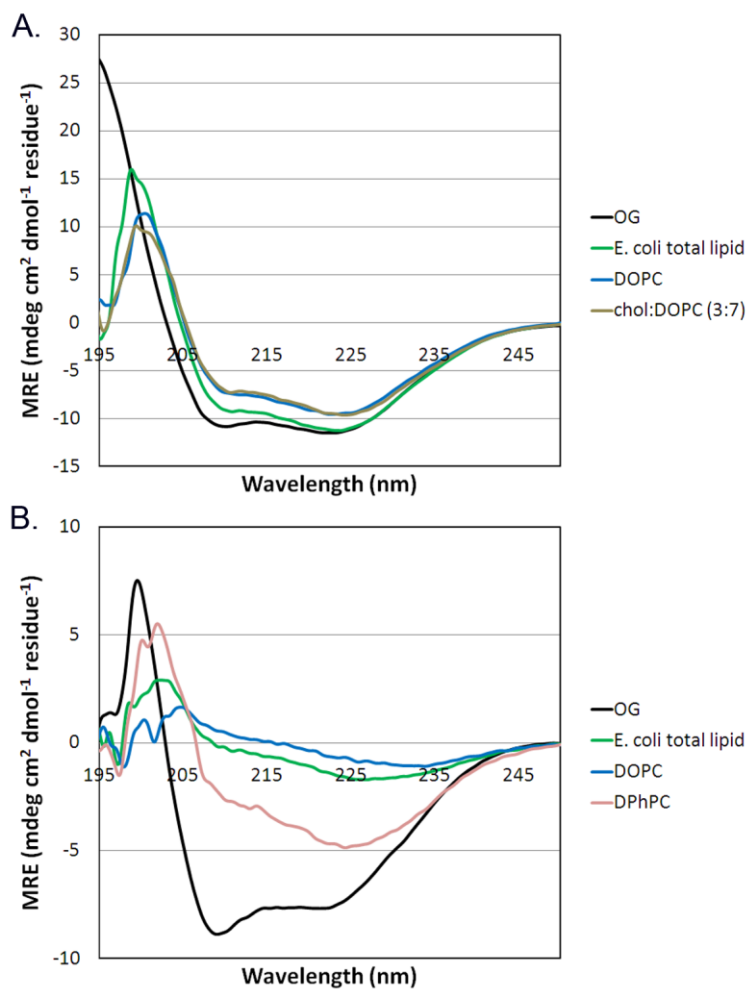 A.
30
25
20
15
10
5
0
-5
-10
-15
195 205 215 225 235 245
MRE (mdeg cm² dmol⁻¹ residue⁻¹)
Wavelength (nm)
OG
E. coli total lipid
DOPC
chol:DOPC (3:7)
B.
10
5
0
-5
-10
195 205 215 225 235 245
MRE (mdeg cm² dmol⁻¹ residue⁻¹)
Wavelength (nm)
OG
E. coli total lipid
DOPC
DPhPC